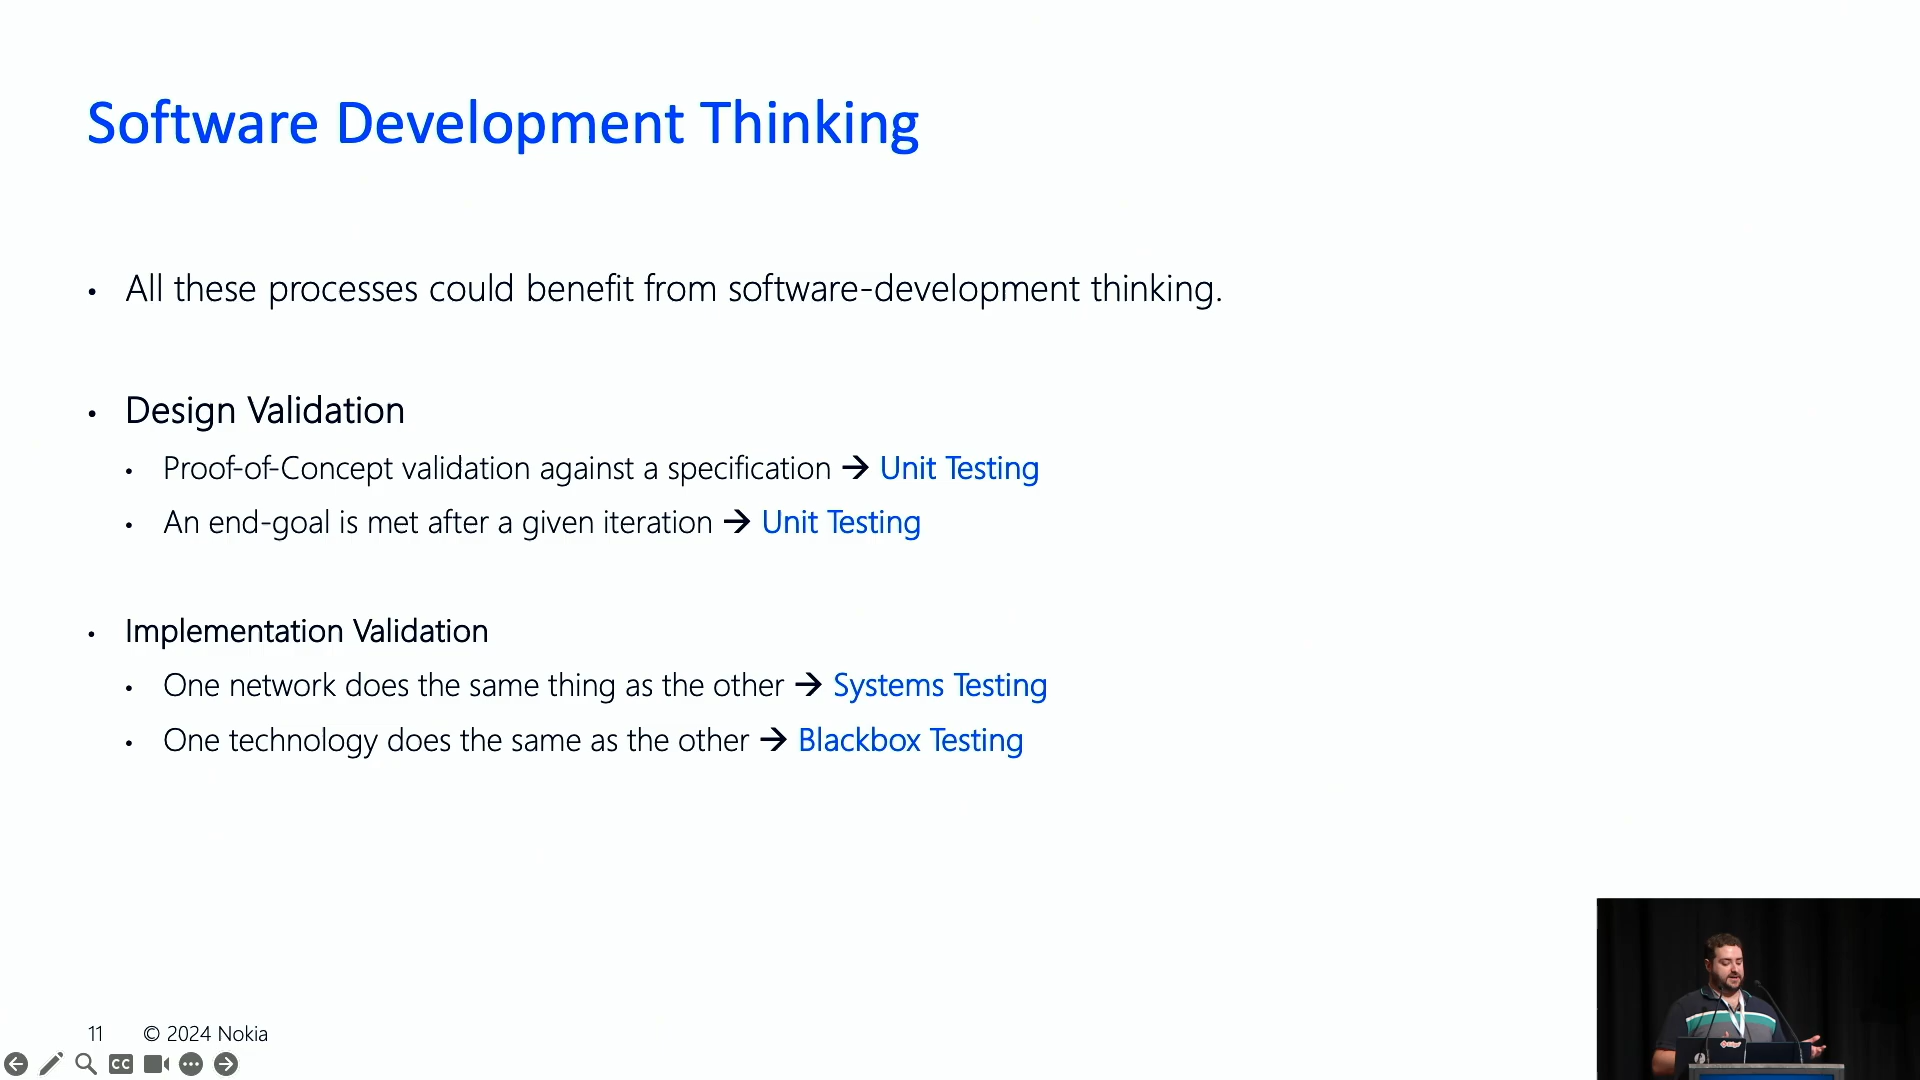 Software Development Thinking
• All these processes could benefit from software-development thinking.
• Design Validation
• Proof-of-Concept validation against a specification → Unit Testing
• An end-goal is met after a given iteration → Unit Testing
• Implementation Validation
• One network does the same thing as the other → Systems Testing
• One technology does the same as the other → Blackbox Testing
11 © 2024 Nokia
CC